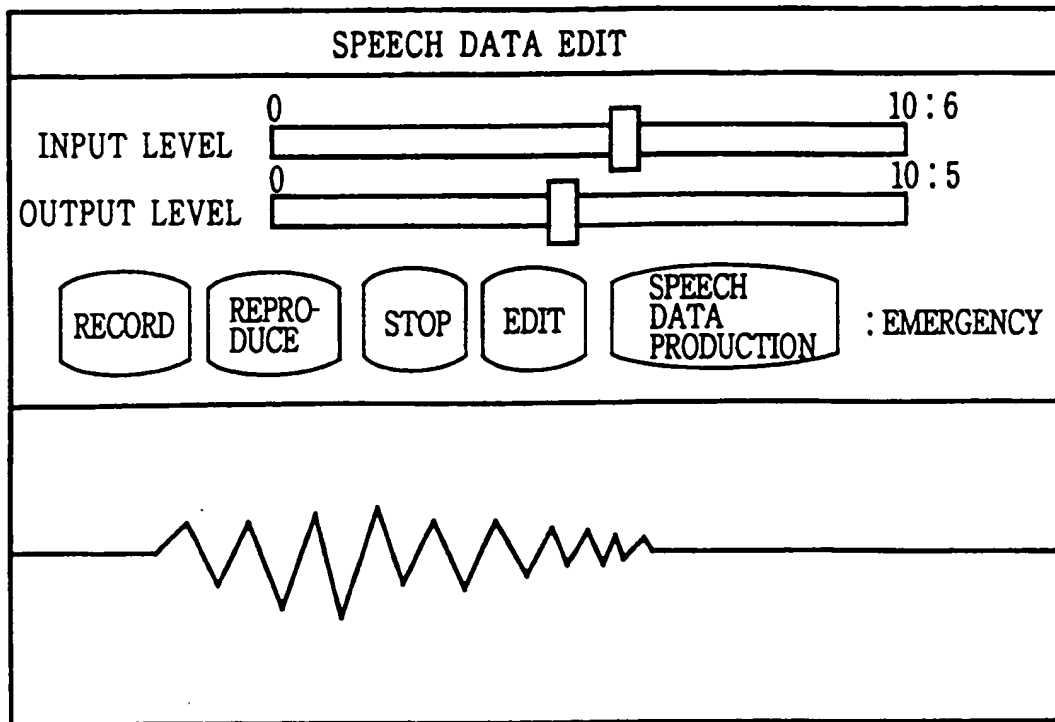 SPEECH DATA EDIT
0 10:6
INPUT LEVEL
0 10:5
OUTPUT LEVEL
RECORD
REPRO-
DUCE
STOP
EDIT
SPEECH
DATA
PRODUCTION
:EMERGENCY